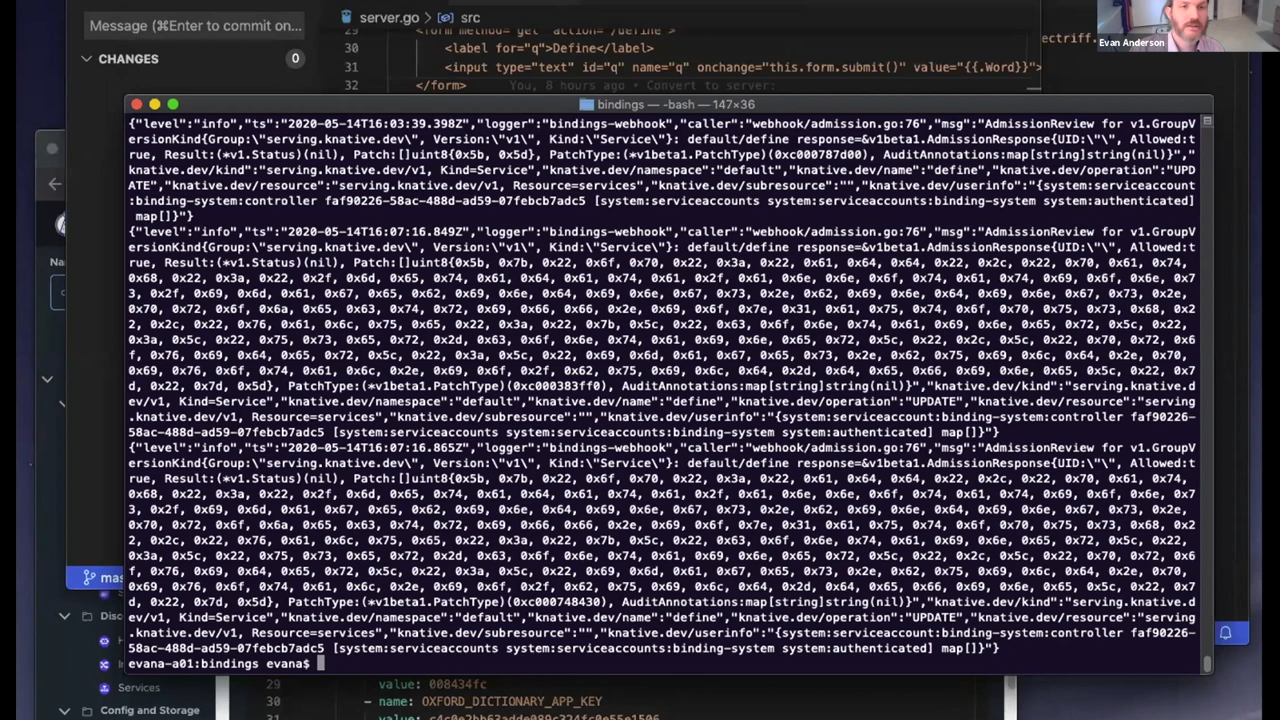 Message (⌘Enter to commit on...
CHANGES
0
server.go > src
29 <form method="get" action="/define">
30 <label for="q">Define</label>
31 <input type="text" id="q" name="q" onchange="this.form.submit()" value="{{.Word}}">
32 </form> You, 8 hours ago • Convert to server:
ectriff.
Evan Anderson
bindings — -bash — 147×36
{"level":"info","ts":"2020-05-14T16:03:39.398Z","logger":"bindings-webhook","caller":"webhook/admission.go:76","msg":"AdmissionReview for v1.GroupV
ersionKind{Group:\"serving.knative.dev\", Version:\"v1\", Kind:\"Service\"}: default/define response=&v1beta1.AdmissionResponse{UID:\"\", Allowed:t
rue, Result:(*v1.Status)(nil), Patch:[]uint8{0x5b, 0x5d}, PatchType:(*v1beta1.PatchType)(0xc000787d00), AuditAnnotations:map[string]string(nil)}","
knative.dev/kind":"serving.knative.dev/v1, Kind=Service","knative.dev/namespace":"default","knative.dev/name":"define","knative.dev/operation":"UPD
ATE","knative.dev/resource":"serving.knative.dev/v1, Resource=services","knative.dev/subresource":"","knative.dev/userinfo":"{system:serviceaccount
:binding-system:controller faf90226-58ac-488d-ad59-07febcb7adc5 [system:serviceaccounts system:serviceaccounts:binding-system system:authenticated]
map[]}"}
{"level":"info","ts":"2020-05-14T16:07:16.849Z","logger":"bindings-webhook","caller":"webhook/admission.go:76","msg":"AdmissionReview for v1.GroupV
ersionKind{Group:\"serving.knative.dev\", Version:\"v1\", Kind:\"Service\"}: default/define response=&v1beta1.AdmissionResponse{UID:\"\", Allowed:t
rue, Result:(*v1.Status)(nil), Patch:[]uint8{0x5b, 0x7b, 0x22, 0x6f, 0x70, 0x22, 0x3a, 0x22, 0x61, 0x64, 0x64, 0x22, 0x2c, 0x22, 0x70, 0x61, 0x74,
0x68, 0x22, 0x3a, 0x22, 0x2f, 0x6d, 0x65, 0x74, 0x61, 0x64, 0x61, 0x74, 0x61, 0x2f, 0x61, 0x6e, 0x6e, 0x6f, 0x74, 0x61, 0x74, 0x69, 0x6f, 0x6e, 0x7
3, 0x2f, 0x69, 0x6d, 0x61, 0x67, 0x65, 0x62, 0x69, 0x6e, 0x64, 0x69, 0x6e, 0x67, 0x73, 0x2e, 0x62, 0x69, 0x6e, 0x64, 0x69, 0x6e, 0x67, 0x73, 0x2e,
0x70, 0x72, 0x6f, 0x6a, 0x65, 0x63, 0x74, 0x72, 0x69, 0x66, 0x66, 0x2e, 0x69, 0x6f, 0x7e, 0x31, 0x61, 0x75, 0x74, 0x6f, 0x70, 0x75, 0x73, 0x68, 0x2
2, 0x2c, 0x22, 0x76, 0x61, 0x6c, 0x75, 0x65, 0x22, 0x3a, 0x22, 0x7b, 0x5c, 0x22, 0x63, 0x6f, 0x6e, 0x74, 0x61, 0x69, 0x6e, 0x65, 0x72, 0x5c, 0x22,
0x3a, 0x5c, 0x22, 0x75, 0x73, 0x65, 0x72, 0x2d, 0x63, 0x6f, 0x6e, 0x74, 0x61, 0x69, 0x6e, 0x65, 0x72, 0x5c, 0x22, 0x2c, 0x5c, 0x22, 0x70, 0x72, 0x6
f, 0x76, 0x69, 0x64, 0x65, 0x72, 0x5c, 0x22, 0x3a, 0x5c, 0x22, 0x69, 0x6d, 0x61, 0x67, 0x65, 0x73, 0x2e, 0x62, 0x75, 0x69, 0x6c, 0x64, 0x2e, 0x70,
0x69, 0x76, 0x6f, 0x74, 0x61, 0x6c, 0x2e, 0x69, 0x6f, 0x2f, 0x62, 0x75, 0x69, 0x6c, 0x64, 0x2d, 0x64, 0x65, 0x66, 0x69, 0x6e, 0x65, 0x5c, 0x22, 0x7
d, 0x22, 0x7d, 0x5d}, PatchType:(*v1beta1.PatchType)(0xc000383ff0), AuditAnnotations:map[string]string(nil)}","knative.dev/kind":"serving.knative.d
ev/v1, Kind=Service","knative.dev/namespace":"default","knative.dev/name":"define","knative.dev/operation":"UPDATE","knative.dev/resource":"serving
.knative.dev/v1, Resource=services","knative.dev/subresource":"","knative.dev/userinfo":"{system:serviceaccount:binding-system:controller faf90226-
58ac-488d-ad59-07febcb7adc5 [system:serviceaccounts system:serviceaccounts:binding-system system:authenticated] map[]}"}
{"level":"info","ts":"2020-05-14T16:07:16.865Z","logger":"bindings-webhook","caller":"webhook/admission.go:76","msg":"AdmissionReview for v1.GroupV
ersionKind{Group:\"serving.knative.dev\", Version:\"v1\", Kind:\"Service\"}: default/define response=&v1beta1.AdmissionResponse{UID:\"\", Allowed:t
rue, Result:(*v1.Status)(nil), Patch:[]uint8{0x5b, 0x7b, 0x22, 0x6f, 0x70, 0x22, 0x3a, 0x22, 0x61, 0x64, 0x64, 0x22, 0x2c, 0x22, 0x70, 0x61, 0x74,
0x68, 0x22, 0x3a, 0x22, 0x2f, 0x6d, 0x65, 0x74, 0x61, 0x64, 0x61, 0x74, 0x61, 0x2f, 0x61, 0x6e, 0x6e, 0x6f, 0x74, 0x61, 0x74, 0x69, 0x6f, 0x6e, 0x7
3, 0x2f, 0x69, 0x6d, 0x61, 0x67, 0x65, 0x62, 0x69, 0x6e, 0x64, 0x69, 0x6e, 0x67, 0x73, 0x2e, 0x62, 0x69, 0x6e, 0x64, 0x69, 0x6e, 0x67, 0x73, 0x2e,
0x70, 0x72, 0x6f, 0x6a, 0x65, 0x63, 0x74, 0x72, 0x69, 0x66, 0x66, 0x2e, 0x69, 0x6f, 0x7e, 0x31, 0x61, 0x75, 0x74, 0x6f, 0x70, 0x75, 0x73, 0x68, 0x2
2, 0x2c, 0x22, 0x76, 0x61, 0x6c, 0x75, 0x65, 0x22, 0x3a, 0x22, 0x7b, 0x5c, 0x22, 0x63, 0x6f, 0x6e, 0x74, 0x61, 0x69, 0x6e, 0x65, 0x72, 0x5c, 0x22,
0x3a, 0x5c, 0x22, 0x75, 0x73, 0x65, 0x72, 0x2d, 0x63, 0x6f, 0x6e, 0x74, 0x61, 0x69, 0x6e, 0x65, 0x72, 0x5c, 0x22, 0x2c, 0x5c, 0x22, 0x70, 0x72, 0x6
f, 0x76, 0x69, 0x64, 0x65, 0x72, 0x5c, 0x22, 0x3a, 0x5c, 0x22, 0x69, 0x6d, 0x61, 0x67, 0x65, 0x73, 0x2e, 0x62, 0x75, 0x69, 0x6c, 0x64, 0x2e, 0x70,
0x69, 0x76, 0x6f, 0x74, 0x61, 0x6c, 0x2e, 0x69, 0x6f, 0x2f, 0x62, 0x75, 0x69, 0x6c, 0x64, 0x2d, 0x64, 0x65, 0x66, 0x69, 0x6e, 0x65, 0x5c, 0x22, 0x7
d, 0x22, 0x7d, 0x5d}, PatchType:(*v1beta1.PatchType)(0xc000748430), AuditAnnotations:map[string]string(nil)}","knative.dev/kind":"serving.knative.d
ev/v1, Kind=Service","knative.dev/namespace":"default","knative.dev/name":"define","knative.dev/operation":"UPDATE","knative.dev/resource":"serving
.knative.dev/v1, Resource=services","knative.dev/subresource":"","knative.dev/userinfo":"{system:serviceaccount:binding-system:controller faf90226-
58ac-488d-ad59-07febcb7adc5 [system:serviceaccounts system:serviceaccounts:binding-system system:authenticated] map[]}"}
evana-a01:bindings evana$
Na
mas
Disc
H
In
Services
Config and Storage
29 value: 008434fc
30 - name: OXFORD_DICTIONARY_APP_KEY
31